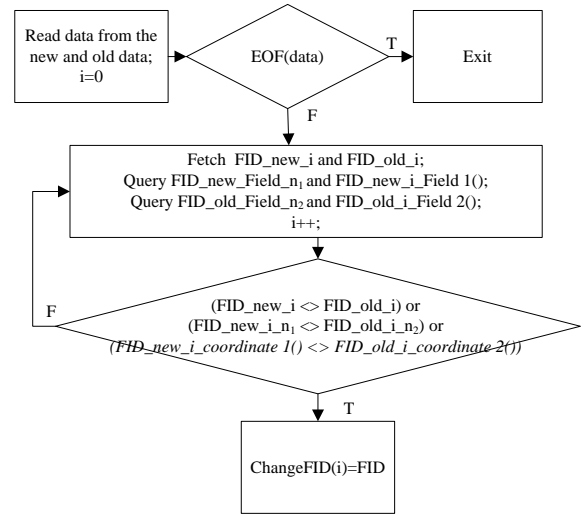 Read data from the
new and old data;
i=0
EOF(data)
T
Exit
F
Fetch FID_new_i and FID_old_i;
Query FID_new_Field_n₁ and FID_new_i_Field 1();
Query FID_old_Field_n₂ and FID_old_i_Field 2();
i++;
F
(FID_new_i <> FID_old_i) or
(FID_new_i_n₁ <> FID_old_i_n₂) or
(FID_new_i_coordinate 1() <> FID_old_i_coordinate 2())
T
ChangeFID(i)=FID